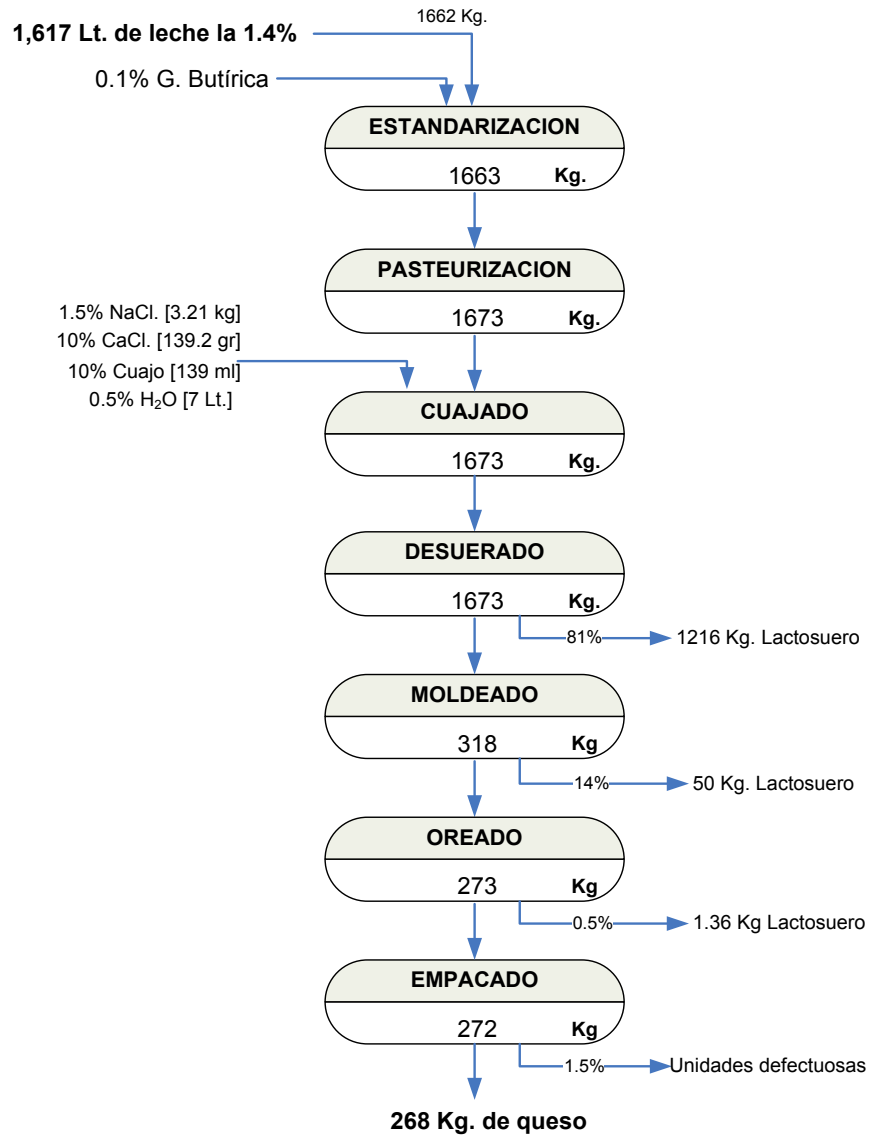 1662 Kg.
1,617 Lt. de leche la 1.4%
0.1% G. Butírica
ESTANDARIZACION
1663 Kg.
PASTEURIZACION
1673 Kg.
1.5% NaCl. [3.21 kg]
10% CaCl. [139.2 gr]
10% Cuajo [139 ml]
0.5% H₂O [7 Lt.]
CUAJADO
1673 Kg.
DESUERADO
1673 Kg.
81% 1216 Kg. Lactosuero
MOLDEADO
318 Kg
14% 50 Kg. Lactosuero
OREADO
273 Kg
0.5% 1.36 Kg Lactosuero
EMPACADO
272 Kg
1.5% Unidades defectuosas
268 Kg. de queso